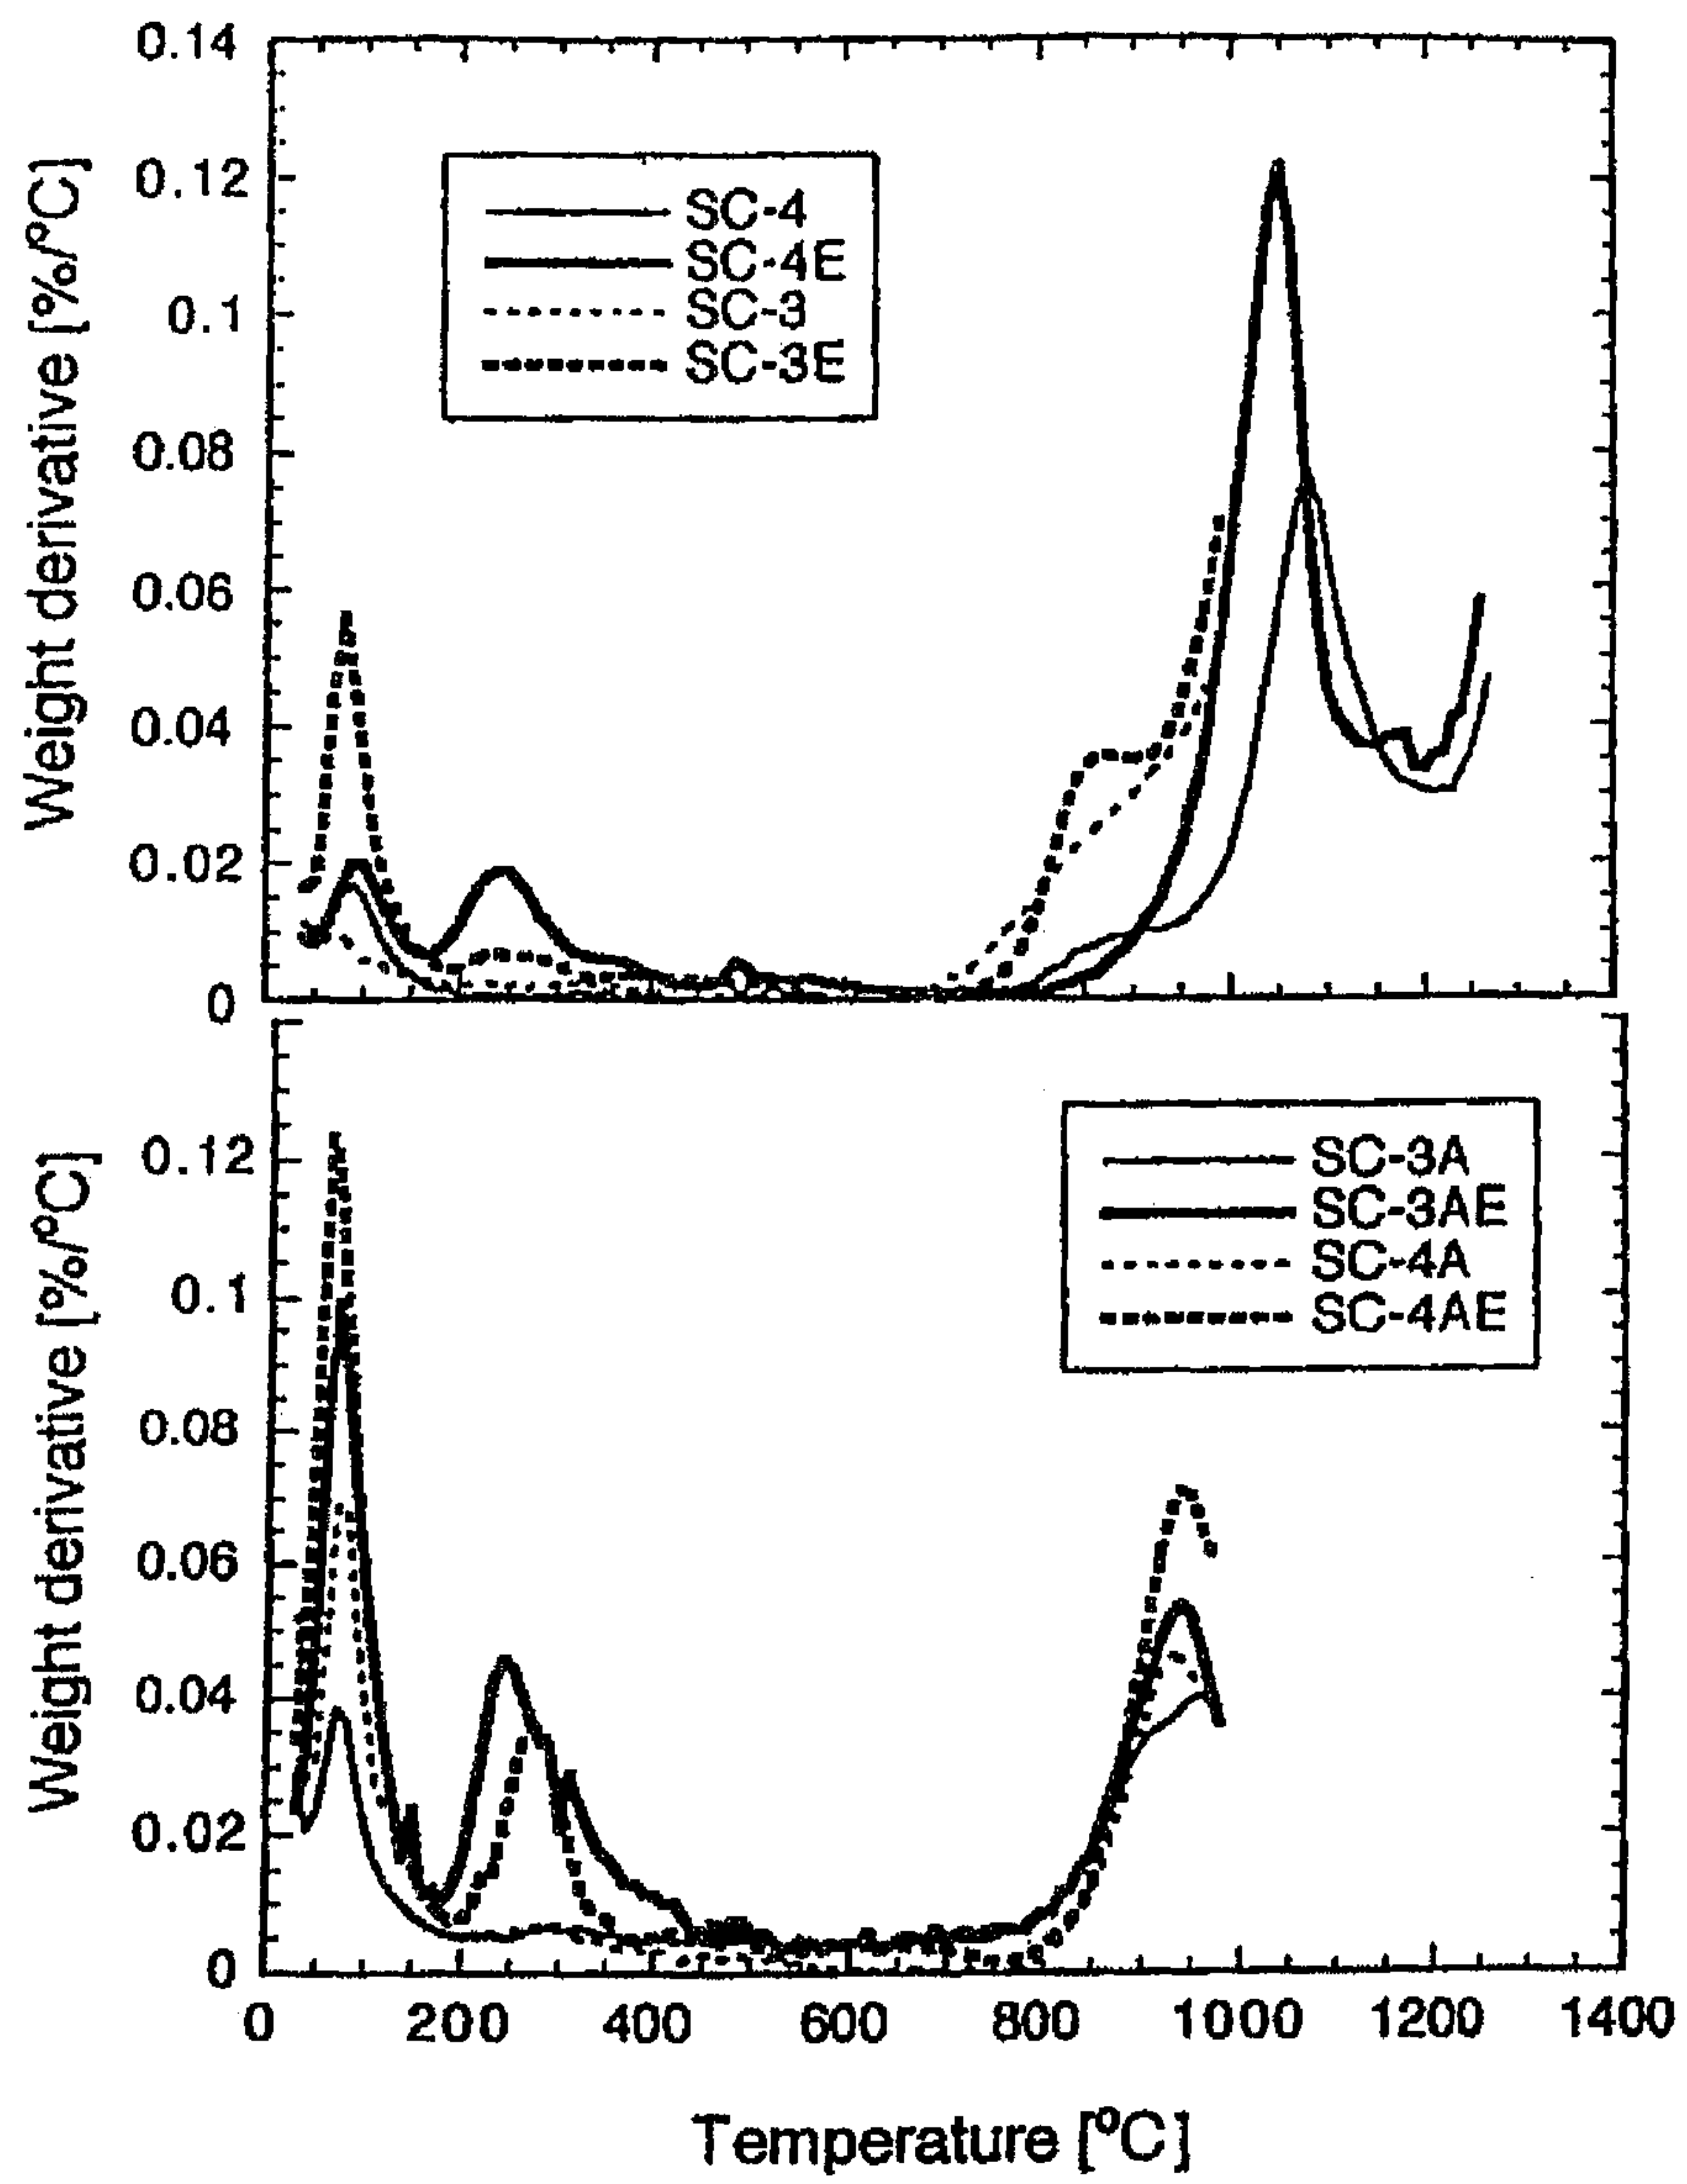 0.14
0.12
0.1
0.08
0.06
0.04
0.02
0
Weight derivative [%/°C]
SC-4
SC-4E
SC-3
SC-3E
0.12
0.1
0.08
0.06
0.04
0.02
0
Weight derivative [%/°C]
SC-3A
SC-3AE
SC-4A
SC-4AE
0 200 400 600 800 1000 1200 1400
Temperature [°C]